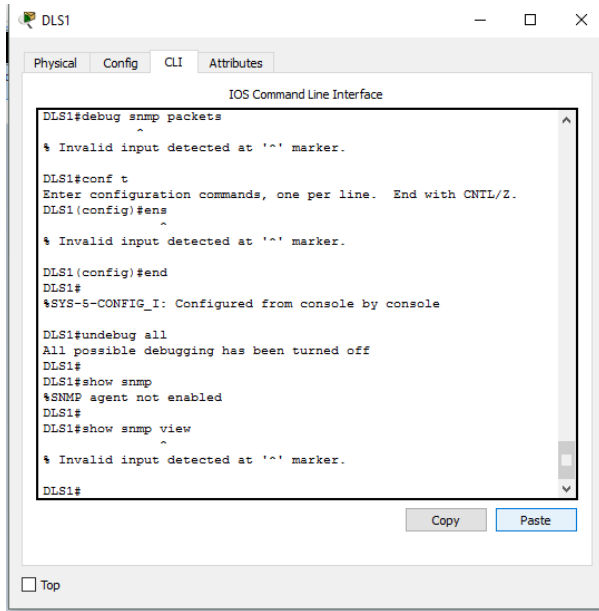 DLS1
Physical Config CLI Attributes
IOS Command Line Interface
DLS1#debug snmp packets
^
% Invalid input detected at '^' marker.
DLS1#conf t
Enter configuration commands, one per line. End with CNTL/Z.
DLS1(config)#ens
^
% Invalid input detected at '^' marker.
DLS1(config)#end
DLS1#
%SYS-5-CONFIG_I: Configured from console by console
DLS1#undebug all
All possible debugging has been turned off
DLS1#
DLS1#show snmp
%SNMP agent not enabled
DLS1#
DLS1#show snmp view
^
% Invalid input detected at '^' marker.
DLS1#
Copy Paste
Top